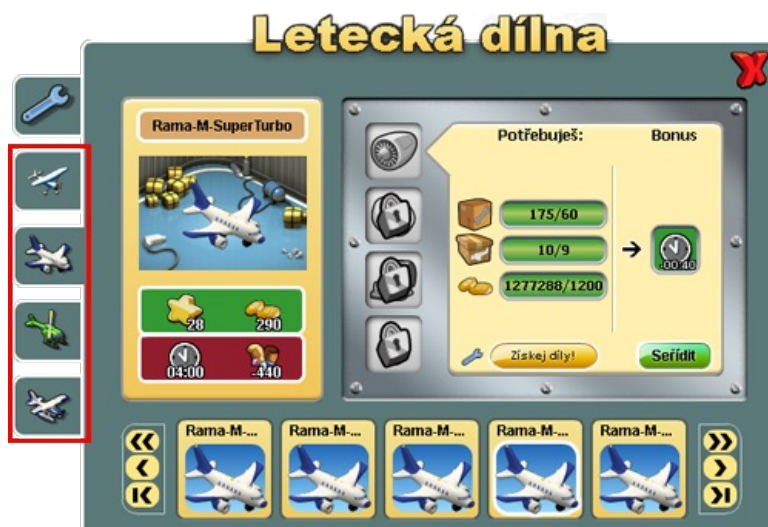 Letecká dílna
Rama-M-SuperTurbo
28
290
04:00
-440
Potřebuješ:
Bonus
175/60
10/9
1277288/1200
-00:40
Získej díly!
Seřídit
Rama-M-...
Rama-M-...
Rama-M-...
Rama-M-...
Rama-M-...